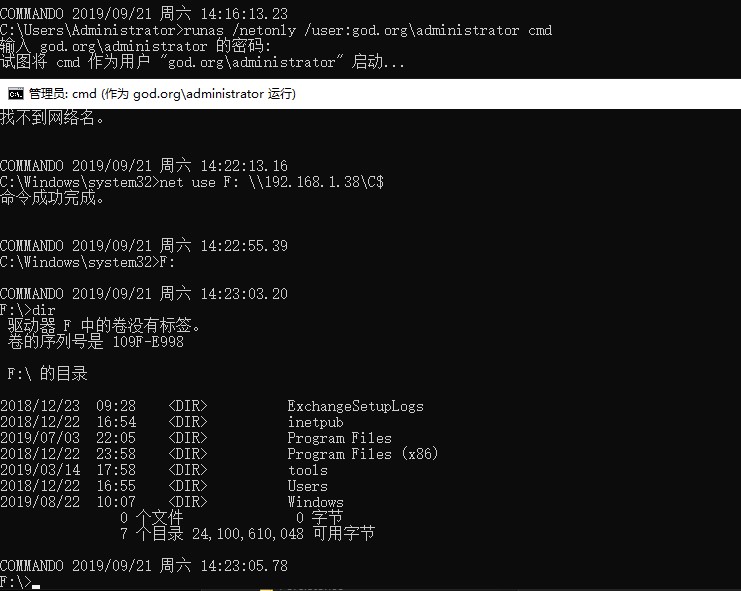 COMMANDO 2019/09/21 周六 14:16:13.23
C:\Users\Administrator>runas /netonly /user:god.org\administrator cmd
输入 god.org\administrator 的密码:
试图将 cmd 作为用户 "god.org\administrator" 启动...
管理员: cmd (作为 god.org\administrator 运行)
找不到网络名。
COMMANDO 2019/09/21 周六 14:22:13.16
C:\Windows\system32>net use F: \\192.168.1.38\C$
命令成功完成。
COMMANDO 2019/09/21 周六 14:22:55.39
C:\Windows\system32>F:
COMMANDO 2019/09/21 周六 14:23:03.20
F:\>dir
驱动器 F 中的卷没有标签。
卷的序列号是 109F-E998
F:\ 的目录
2018/12/23 09:28 <DIR> ExchangeSetupLogs
2018/12/22 16:54 <DIR> inetpub
2019/07/03 22:05 <DIR> Program Files
2018/12/22 23:58 <DIR> Program Files (x86)
2019/03/14 17:58 <DIR> tools
2018/12/22 16:55 <DIR> Users
2019/08/22 10:07 <DIR> Windows
0 个文件 0 字节
7 个目录 24,100,610,048 可用字节
COMMANDO 2019/09/21 周六 14:23:05.78
F:\>